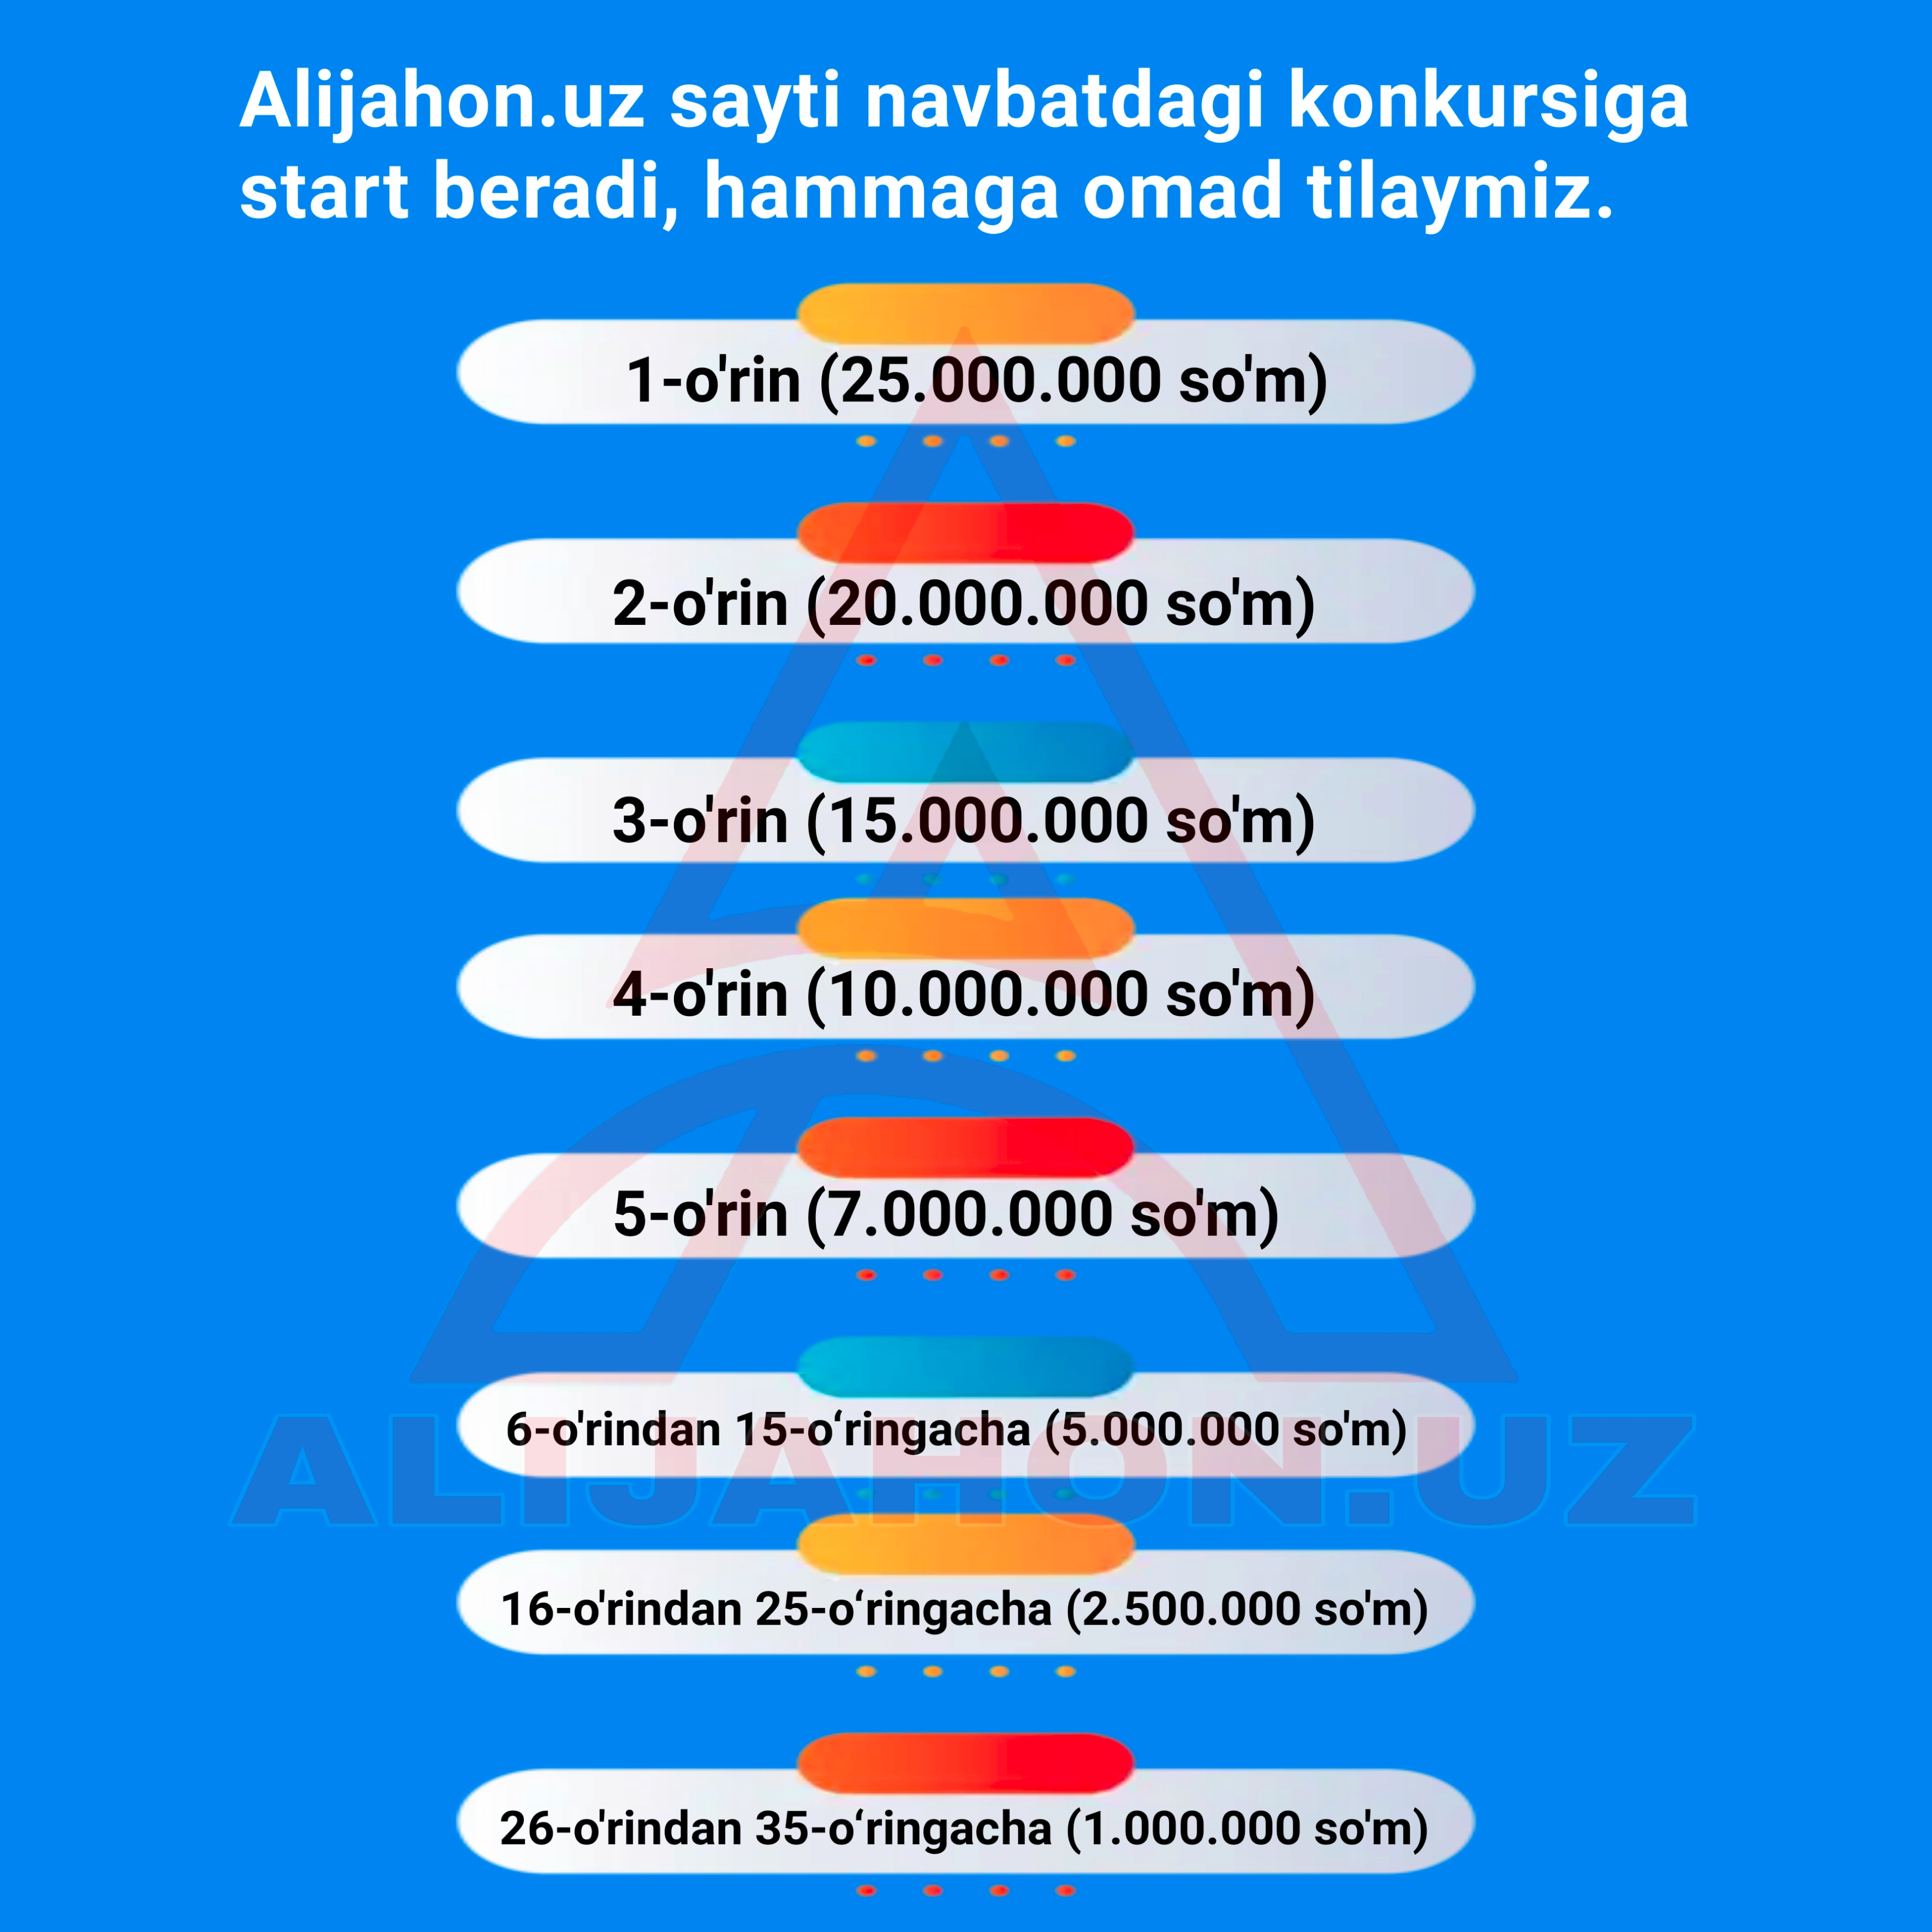 Alijahon.uz sayti navbatdagi konkursiga
start beradi, hammaga omad tilaymiz.
1-o'rin (25.000.000 so'm)
2-o'rin (20.000.000 so'm)
3-o'rin (15.000.000 so'm)
4-o'rin (10.000.000 so'm)
5-o'rin (7.000.000 so'm)
6-o'rindan 15-o‘ringacha (5.000.000 so'm)
ALIJAHON.UZ
16-o'rindan 25-o‘ringacha (2.500.000 so'm)
26-o'rindan 35-o‘ringacha (1.000.000 so'm)